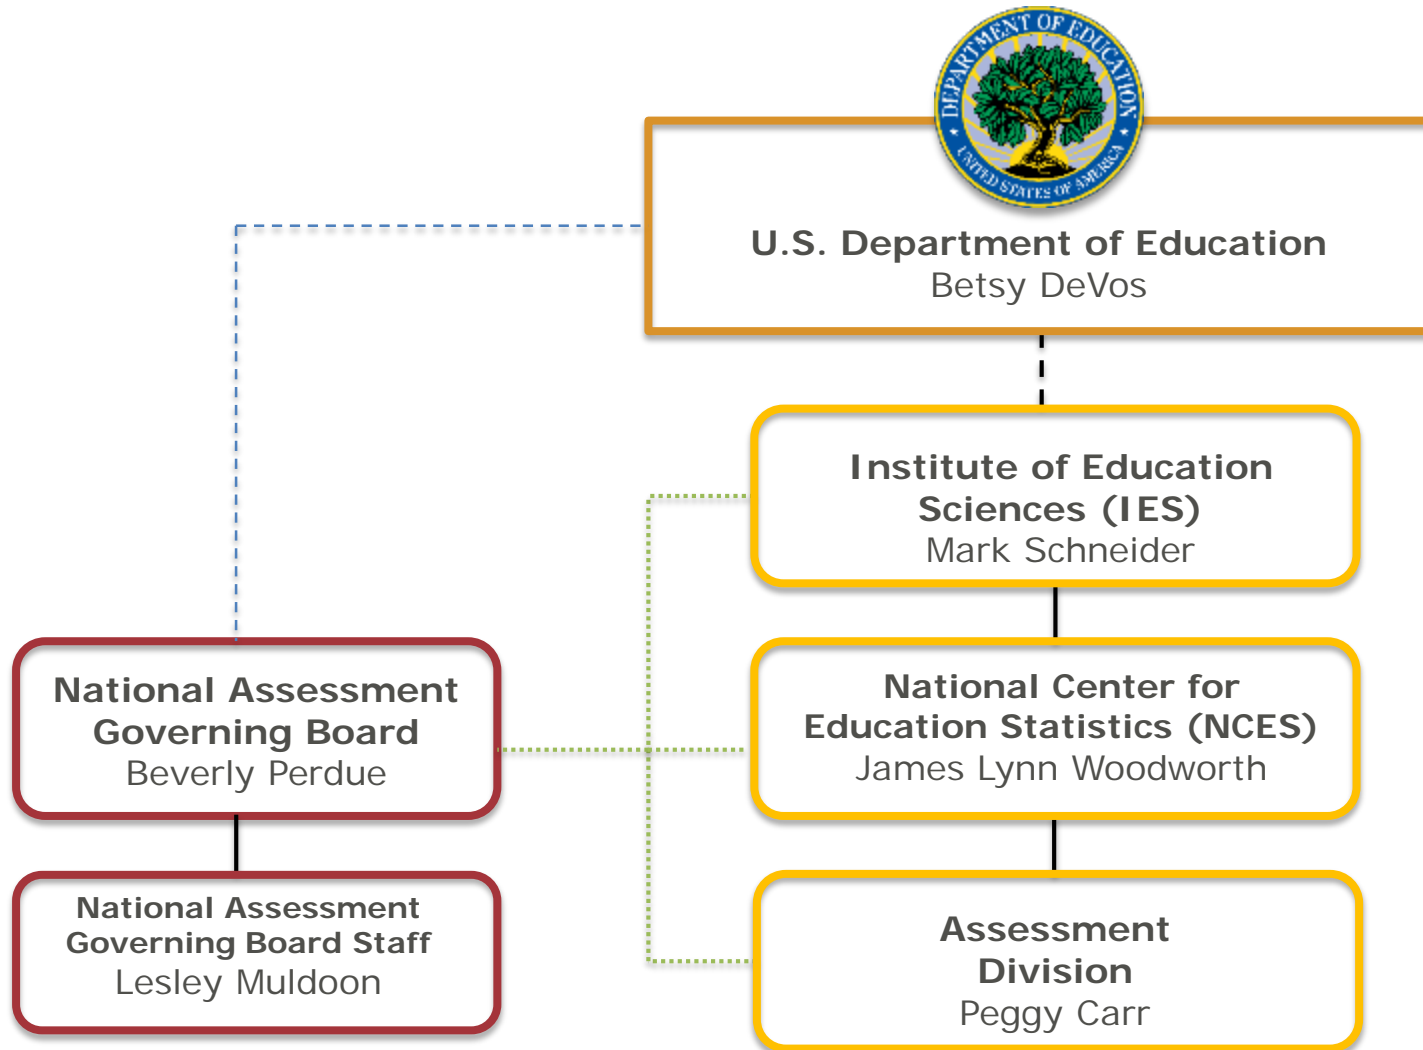 DEPARTMENT OF EDUCATION
UNITED STATES OF AMERICA
U.S. Department of Education
Betsy DeVos
Institute of Education
Sciences (IES)
Mark Schneider
National Assessment
Governing Board
Beverly Perdue
National Center for
Education Statistics (NCES)
James Lynn Woodworth
National Assessment
Governing Board Staff
Lesley Muldoon
Assessment
Division
Peggy Carr